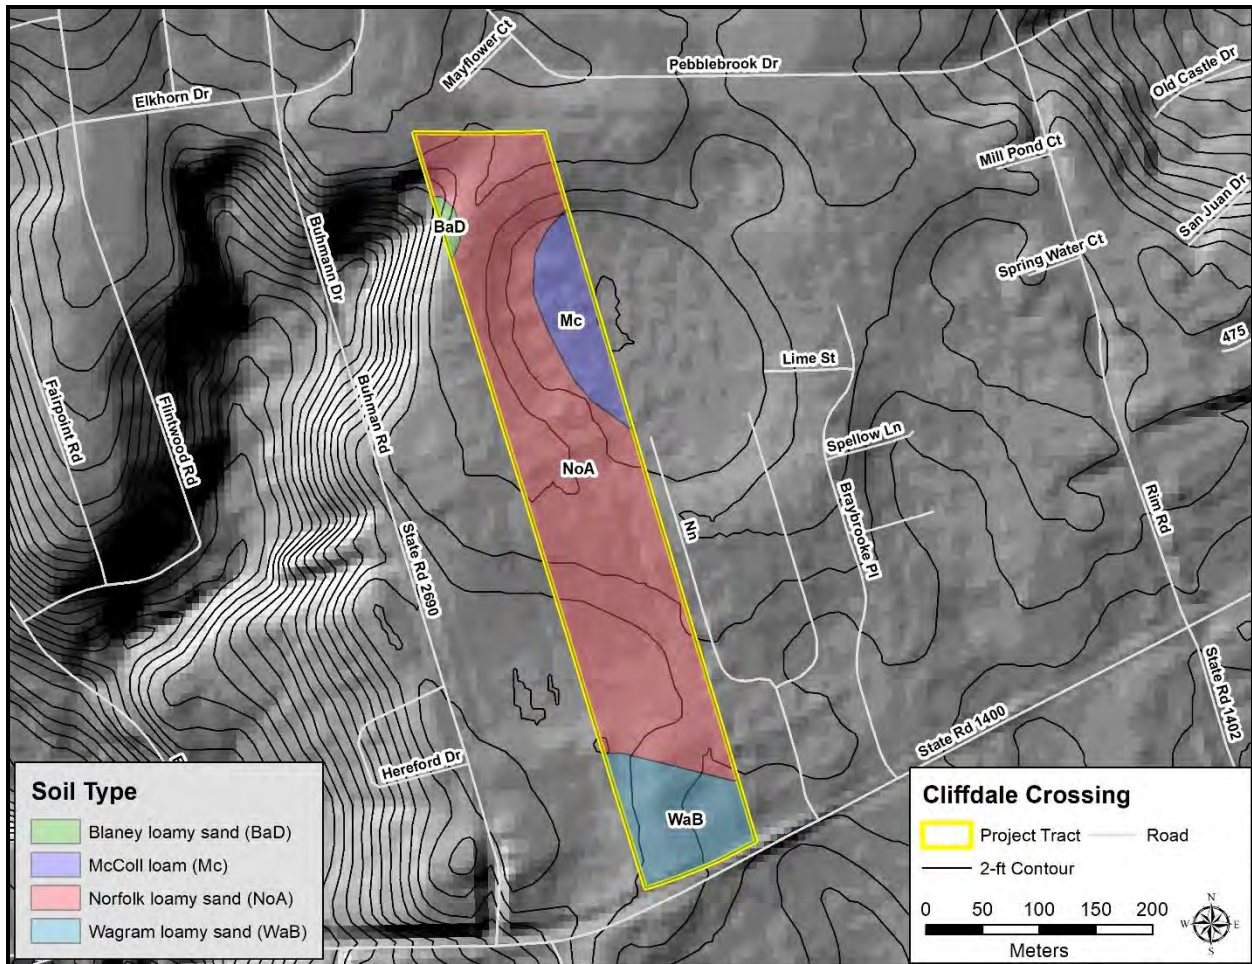 Mayflower Ct
Pebblebrook Dr
Old Castle Dr
Elkhorn Dr
Mill Pond Ct
San Juan Dr
BaD
Buhmann Dr
Spring Water Ct
Mc
475
Lime St
Fairpoint Rd
Flintwood Rd
Buhman Rd
Spellow Ln
NoA
Braybrooke Pl
Rim Rd
Nn
State Rd 2690
State Rd 1402
State Rd 1400
Hereford Dr
WaB
Soil Type
Blaney loamy sand (BaD)
McColl loam (Mc)
Norfolk loamy sand (NoA)
Wagram loamy sand (WaB)
Cliffdale Crossing
Project Tract Road
2-ft Contour
0 50 100 150 200
Meters
N
W E
S